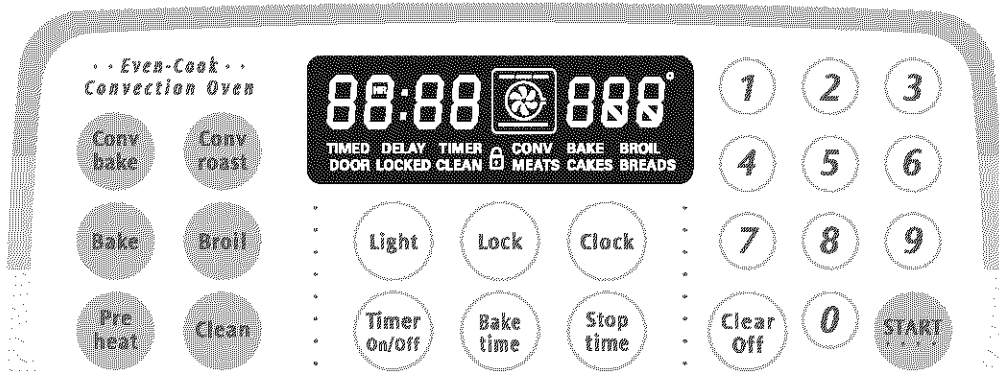 Even-Cook
Convection Oven
Conv
bake
Conv
roast
Bake
Broil
Pre
heat
Clean
88:88 888°
TIMED DELAY TIMER CONV BAKE BROIL
DOOR LOCKED CLEAN MEATS CAKES BREADS
Light
Lock
Clock
Timer
On/Off
Bake
time
Stop
time
1 2 3
4 5 6
7 8 9
Clear
Off
0
START